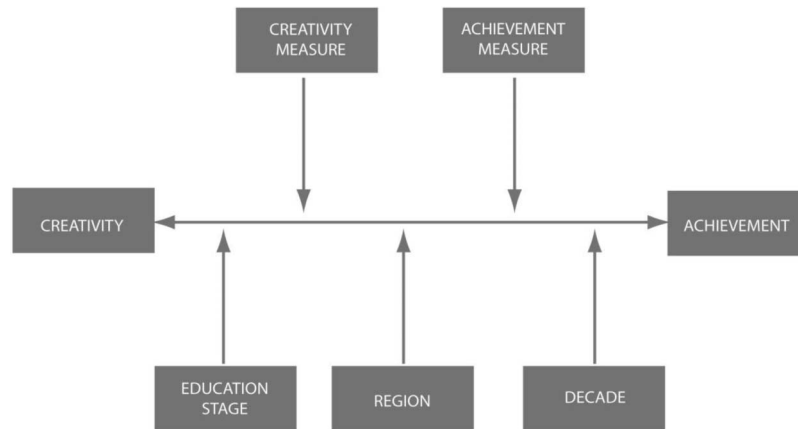 CREATIVITY
MEASURE
ACHIEVEMENT
MEASURE
CREATIVITY
ACHIEVEMENT
EDUCATION
STAGE
REGION
DECADE